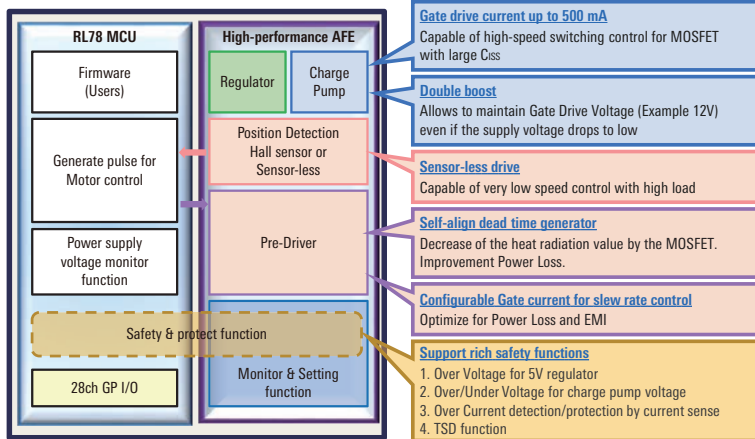 RL78 MCU
Firmware
(Users)
Generate pulse for
Motor control
Power supply
voltage monitor
function
28ch GP I/O
High-performance AFE
Regulator
Charge
Pump
Position Detection
Hall sensor or
Sensor-less
Pre-Driver
Safety & protect function
Monitor & Setting
function
Gate drive current up to 500 mA
Capable of high-speed switching control for MOSFET
with large Ciss
Double boost
Allows to maintain Gate Drive Voltage (Example 12V)
even if the supply voltage drops to low
Sensor-less drive
Capable of very low speed control with high load
Self-align dead time generator
Decrease of the heat radiation value by the MOSFET.
Improvement Power Loss.
Configurable Gate current for slew rate control
Optimize for Power Loss and EMI
Support rich safety functions
1. Over Voltage for 5V regulator
2. Over/Under Voltage for charge pump voltage
3. Over Current detection/protection by current sense
4. TSD function